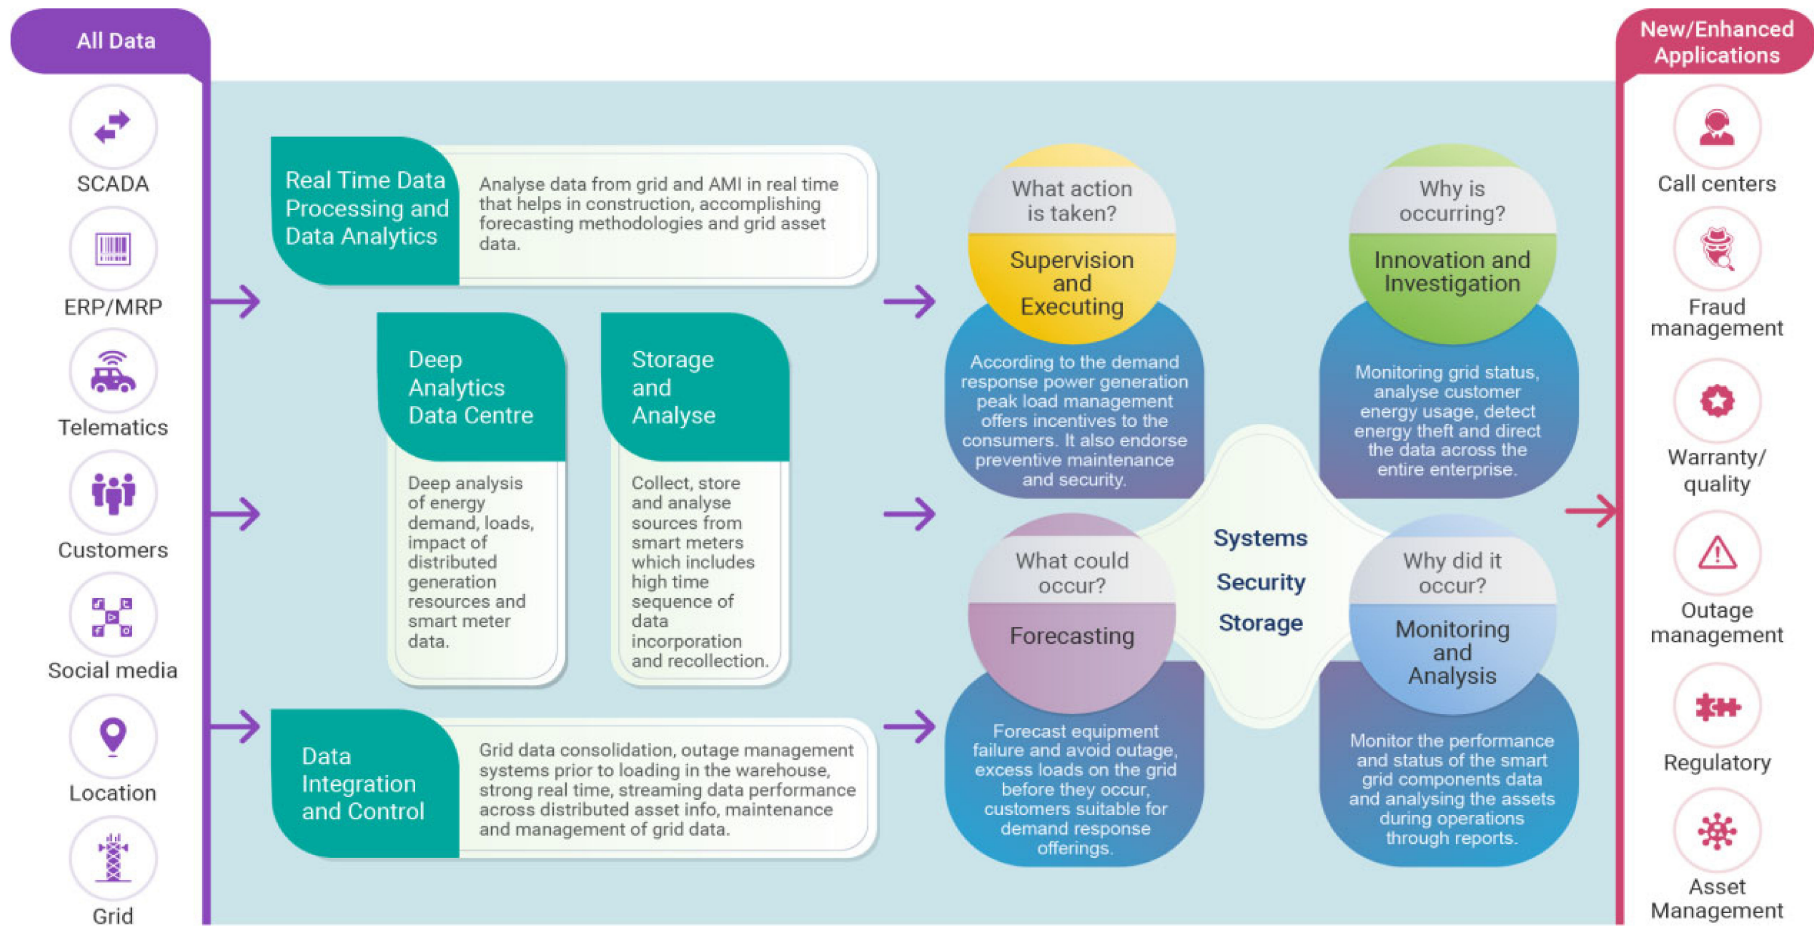 All Data
SCADA
ERP/MRP
Telematics
Customers
Social media
Location
Grid
Real Time Data
Processing and
Data Analytics
Analyse data from grid and AMI in real time
that helps in construction, accomplishing
forecasting methodologies and grid asset
data.
Deep
Analytics
Data Centre
Deep analysis
of energy
demand, loads,
impact of
distributed
generation
resources and
smart meter
data.
Storage
and
Analyse
Collect, store
and analyse
sources from
smart meters
which includes
high time
sequence of
data
incorporation
and recollection.
Data
Integration
and Control
Grid data consolidation, outage management
systems prior to loading in the warehouse,
strong real time, streaming data performance
across distributed asset info, maintenance
and management of grid data.
What action
is taken?
Supervision
and
Executing
According to the demand
response power generation
peak load management
offers incentives to the
consumers. It also endorse
preventive maintenance
and security.
Why is
occurring?
Innovation and
Investigation
Monitoring grid status,
analyse customer
energy usage, detect
energy theft and direct
the data across the
entire enterprise.
Systems
Security
Storage
What could
occur?
Forecasting
Forecast equipment
failure and avoid outage,
excess loads on the grid
before they occur,
customers suitable for
demand response
offerings.
Why did it
occur?
Monitoring
and
Analysis
Monitor the performance
and status of the smart
grid components data
and analysing the assets
during operations
through reports.
New/Enhanced
Applications
Call centers
Fraud
management
Warranty/
quality
Outage
management
Regulatory
Asset
Management